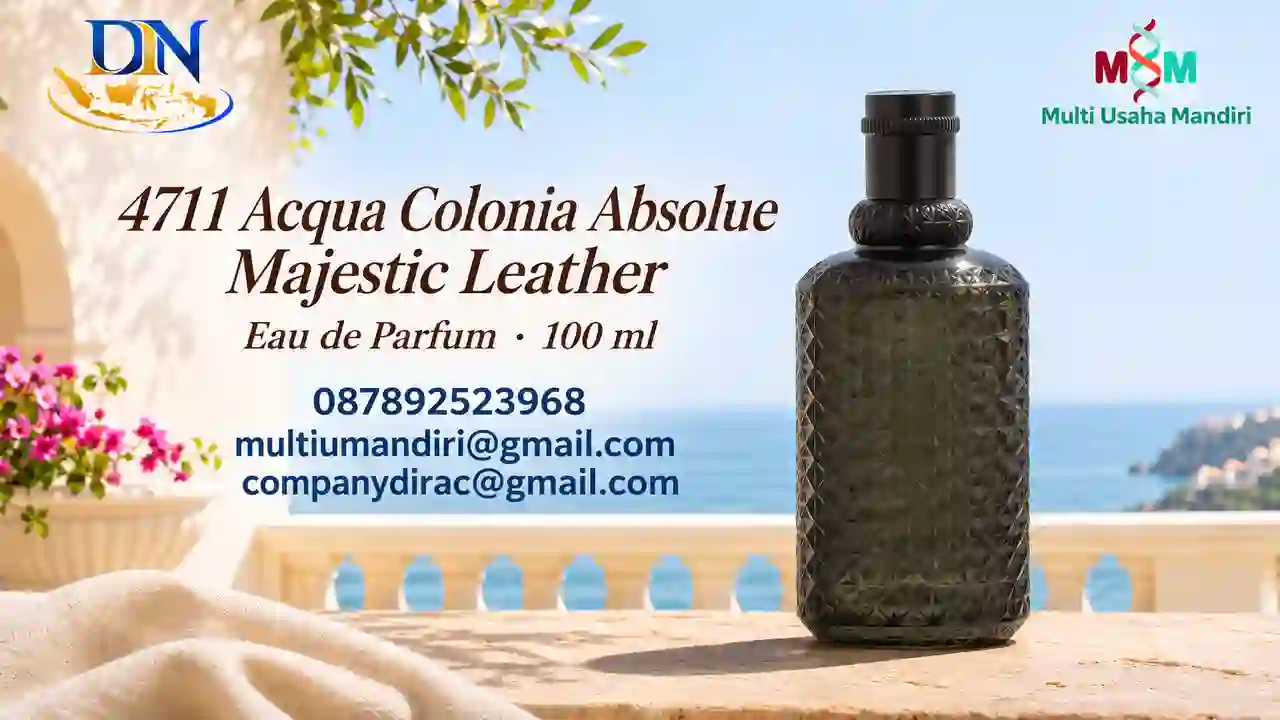 DN
M M
Multi Usaha Mandiri
4711 Acqua Colonia Absolue
Majestic Leather
Eau de Parfum · 100 ml
087892523968
multiumandiri@gmail.com
companydirac@gmail.com